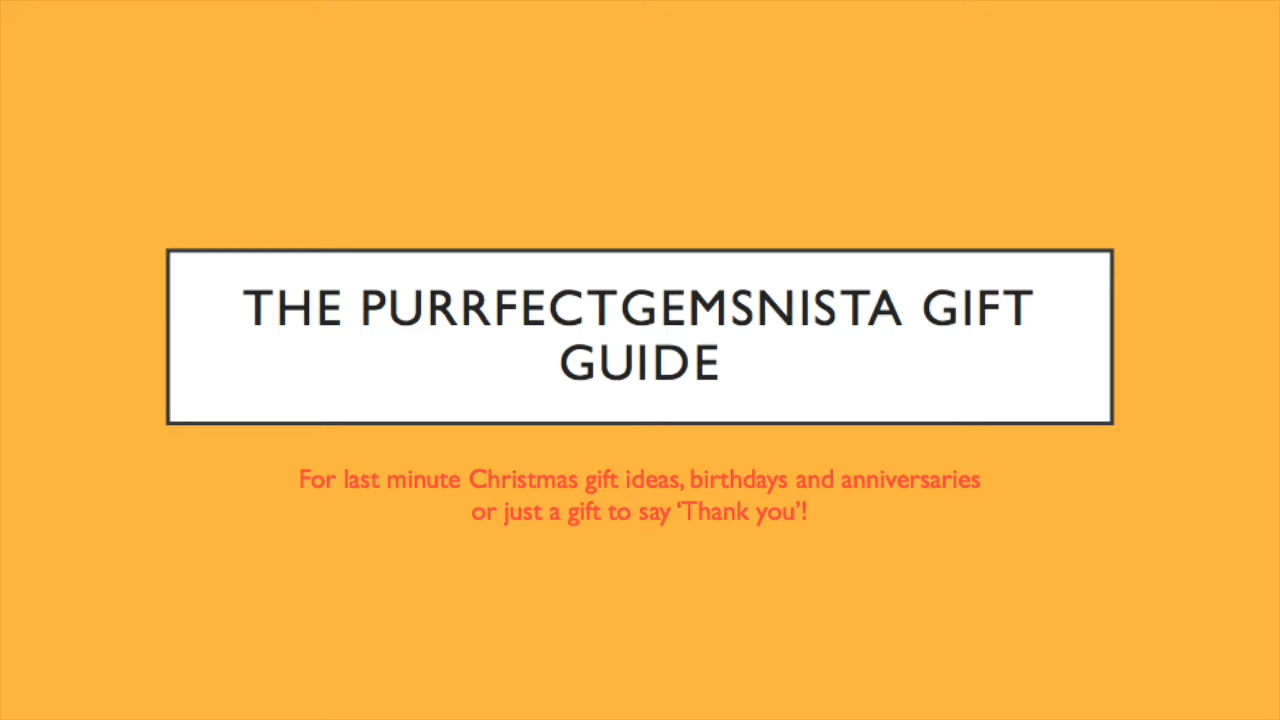 THE PURRFECTGEMSNISTA GIFT
GUIDE
For last minute Christmas gift ideas, birthdays and anniversaries
or just a gift to say ‘Thank you’!